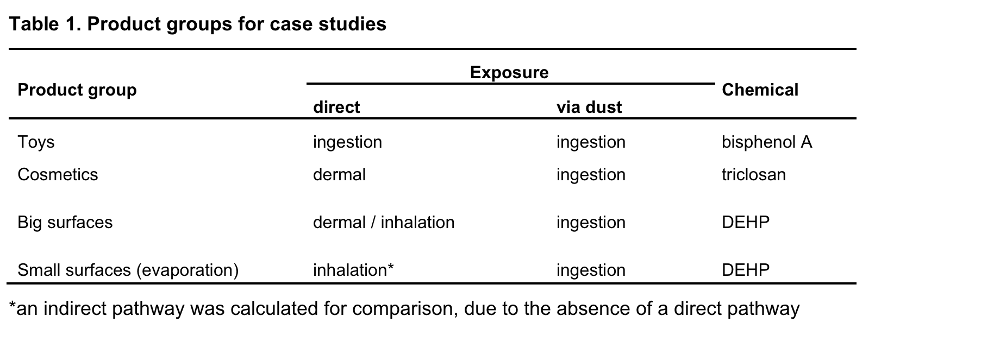 Table 1. Product groups for case studies
Exposure
Product group Chemical
direct via dust
Toys ingestion ingestion bisphenol A
Cosmetics dermal ingestion triclosan
Big surfaces dermal / inhalation ingestion DEHP
Small surfaces (evaporation) inhalation* ingestion DEHP
*an indirect pathway was calculated for comparison, due to the absence of a direct pathway